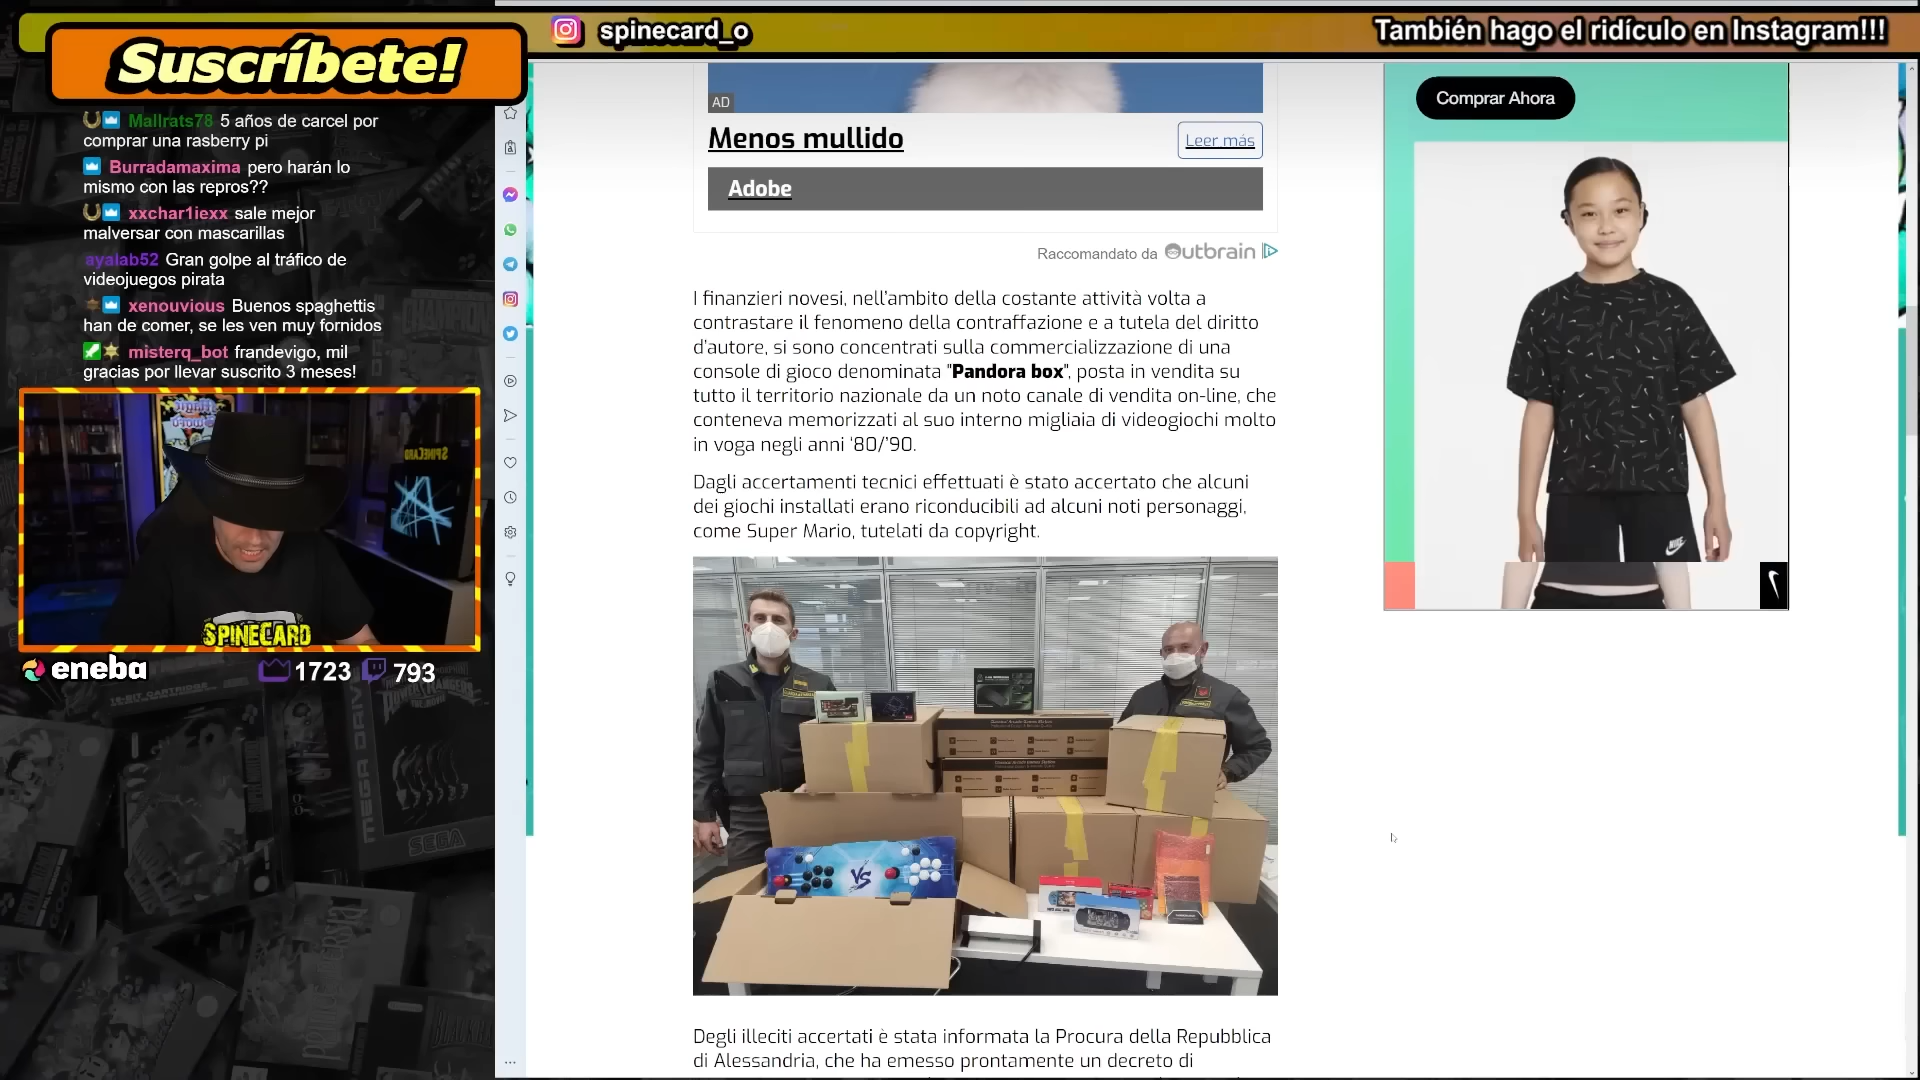 spinecard_o
También hago el ridículo en Instagram!!!
Suscríbete!
Mallrats78 5 años de carcel por
comprar una rasberry pi
Burradamaxima pero harán lo
mismo con las repros??
xxchar1iexx sale mejor
malversar con mascarillas
ayalab52 Gran golpe al tráfico de
videojuegos pirata
xenouvious Buenos spaghettis
han de comer, se les ven muy fornidos
misterq_bot frandevigo, mil
gracias por llevar suscrito 3 meses!
SPINECARD
eneba
1723
793
MEGA DRIVE
SEGA
AD
Menos mullido
Leer más
Adobe
Raccomandato da Outbrain
I finanzieri novesi, nell'ambito della costante attività volta a
contrastare il fenomeno della contraffazione e a tutela del diritto
d'autore, si sono concentrati sulla commercializzazione di una
console di gioco denominata "Pandora box", posta in vendita su
tutto il territorio nazionale da un noto canale di vendita on-line, che
conteneva memorizzati al suo interno migliaia di videogiochi molto
in voga negli anni '80/'90.
Dagli accertamenti tecnici effettuati è stato accertato che alcuni
dei giochi installati erano riconducibili ad alcuni noti personaggi,
come Super Mario, tutelati da copyright.
VS
Degli illeciti accertati è stata informata la Procura della Repubblica
di Alessandria, che ha emesso prontamente un decreto di
Comprar Ahora
NIKE